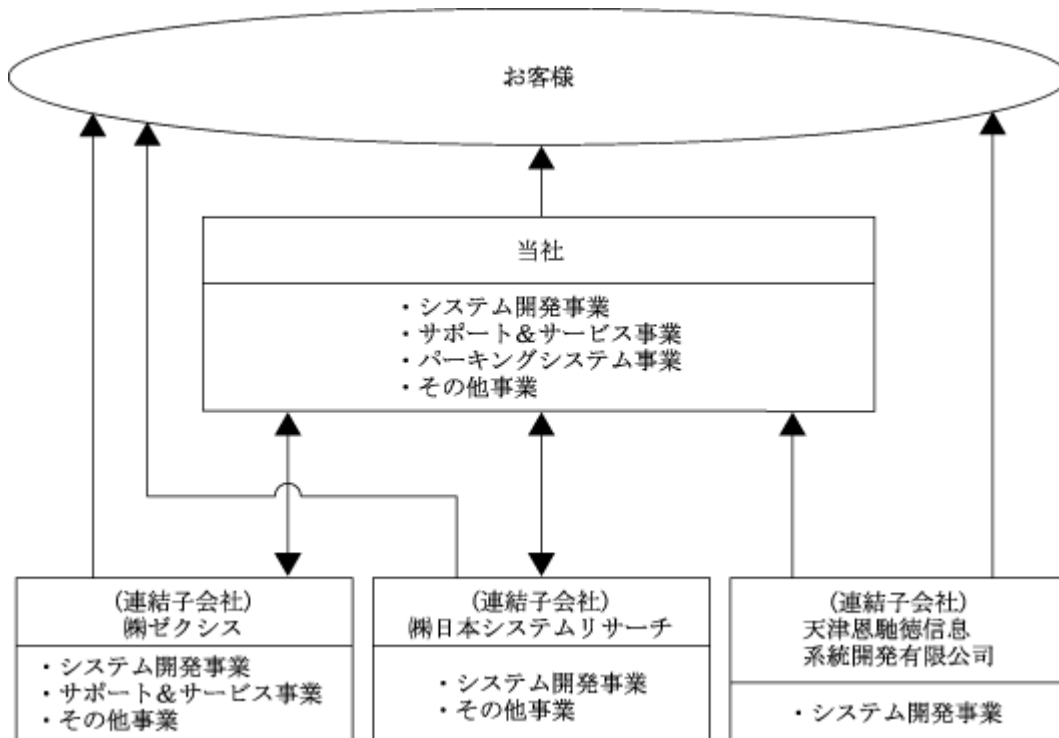 お客様
当社
・システム開発事業
・サポート＆サービス事業
・パーキングシステム事業
・その他事業
(連結子会社)
㈱ゼクシス
・システム開発事業
・サポート＆サービス事業
・その他事業
(連結子会社)
㈱日本システムリサーチ
・システム開発事業
・その他事業
(連結子会社)
天津恩馳徳信息
系統開発有限公司
・システム開発事業